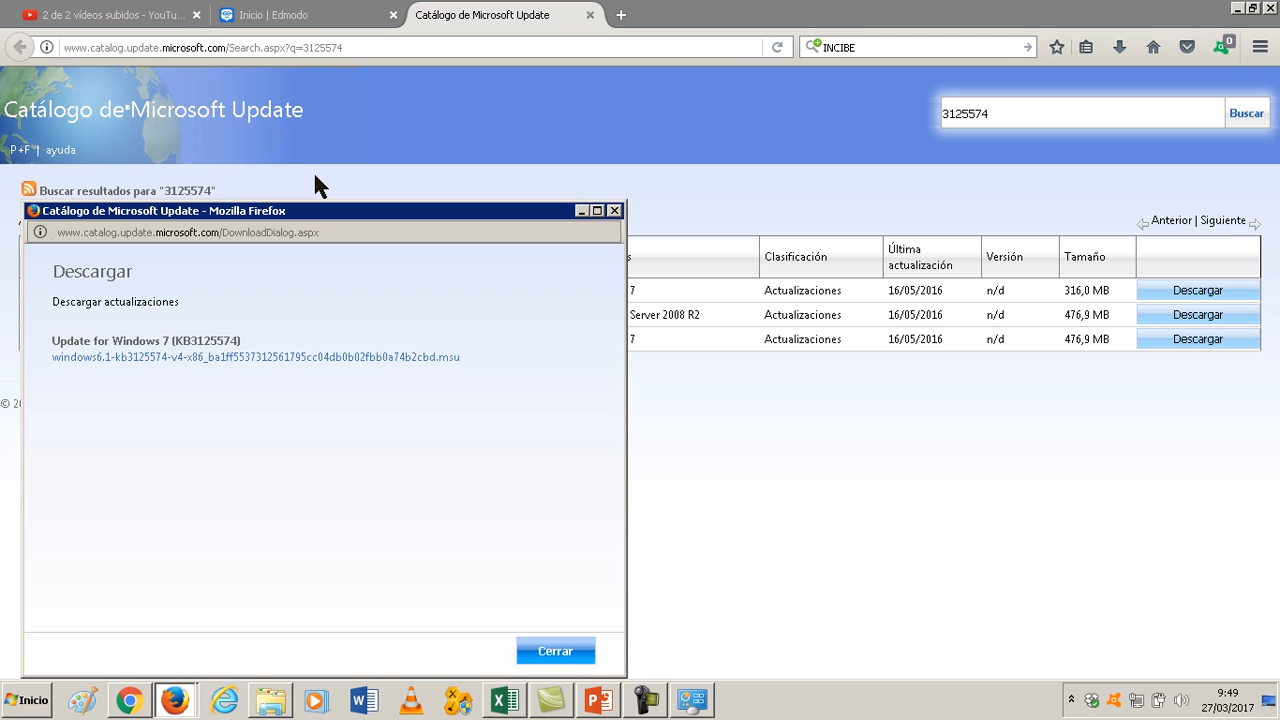 2 de 2 vídeos subidos - YouTu...
Inicio | Edmodo
Catálogo de Microsoft Update
www.catalog.update.microsoft.com/Search.aspx?q=3125574
INCIBE
0
Catálogo de Microsoft Update
3125574
Buscar
P+F | ayuda
Buscar resultados para "3125574"
Catálogo de Microsoft Update - Mozilla Firefox
www.catalog.update.microsoft.com/DownloadDialog.aspx
Descargar
Descargar actualizaciones
Update for Windows 7 (KB3125574)
windows6.1-kb3125574-v4-x86_ba1ff5537312561795cc04db0b02fbb0a74b2cbd.msu
Cerrar
Anterior | Siguiente
s
Clasificación
Última
actualización
Versión
Tamaño
7 Actualizaciones 16/05/2016 n/d 316,0 MB Descargar
Server 2008 R2 Actualizaciones 16/05/2016 n/d 476,9 MB Descargar
7 Actualizaciones 16/05/2016 n/d 476,9 MB Descargar
© 2
Inicio
9:49
27/03/2017